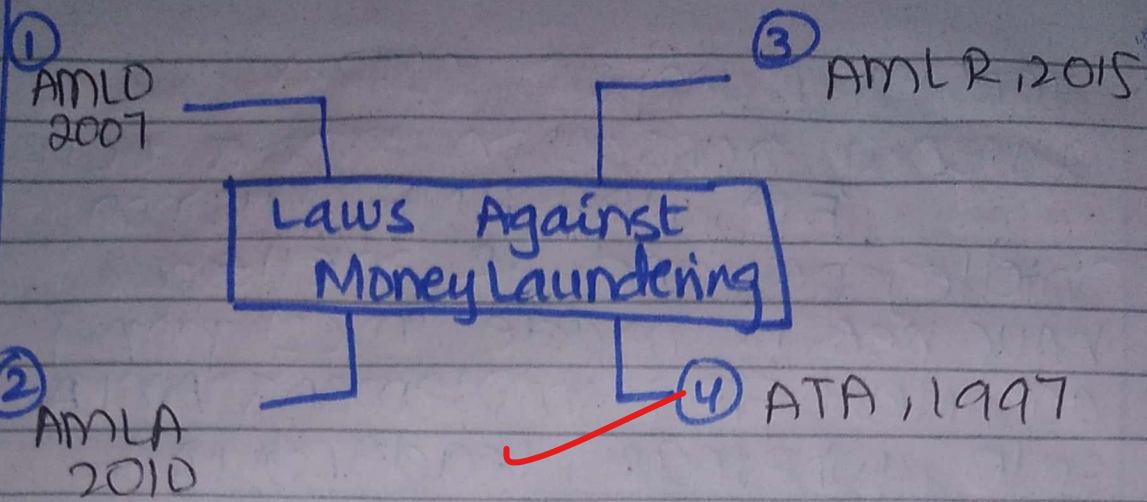 ①
AMLO
2007
③
AMLR, 2015
Laws Against
Money Laundering
②
AMLA
2010
④ ATA, 1997